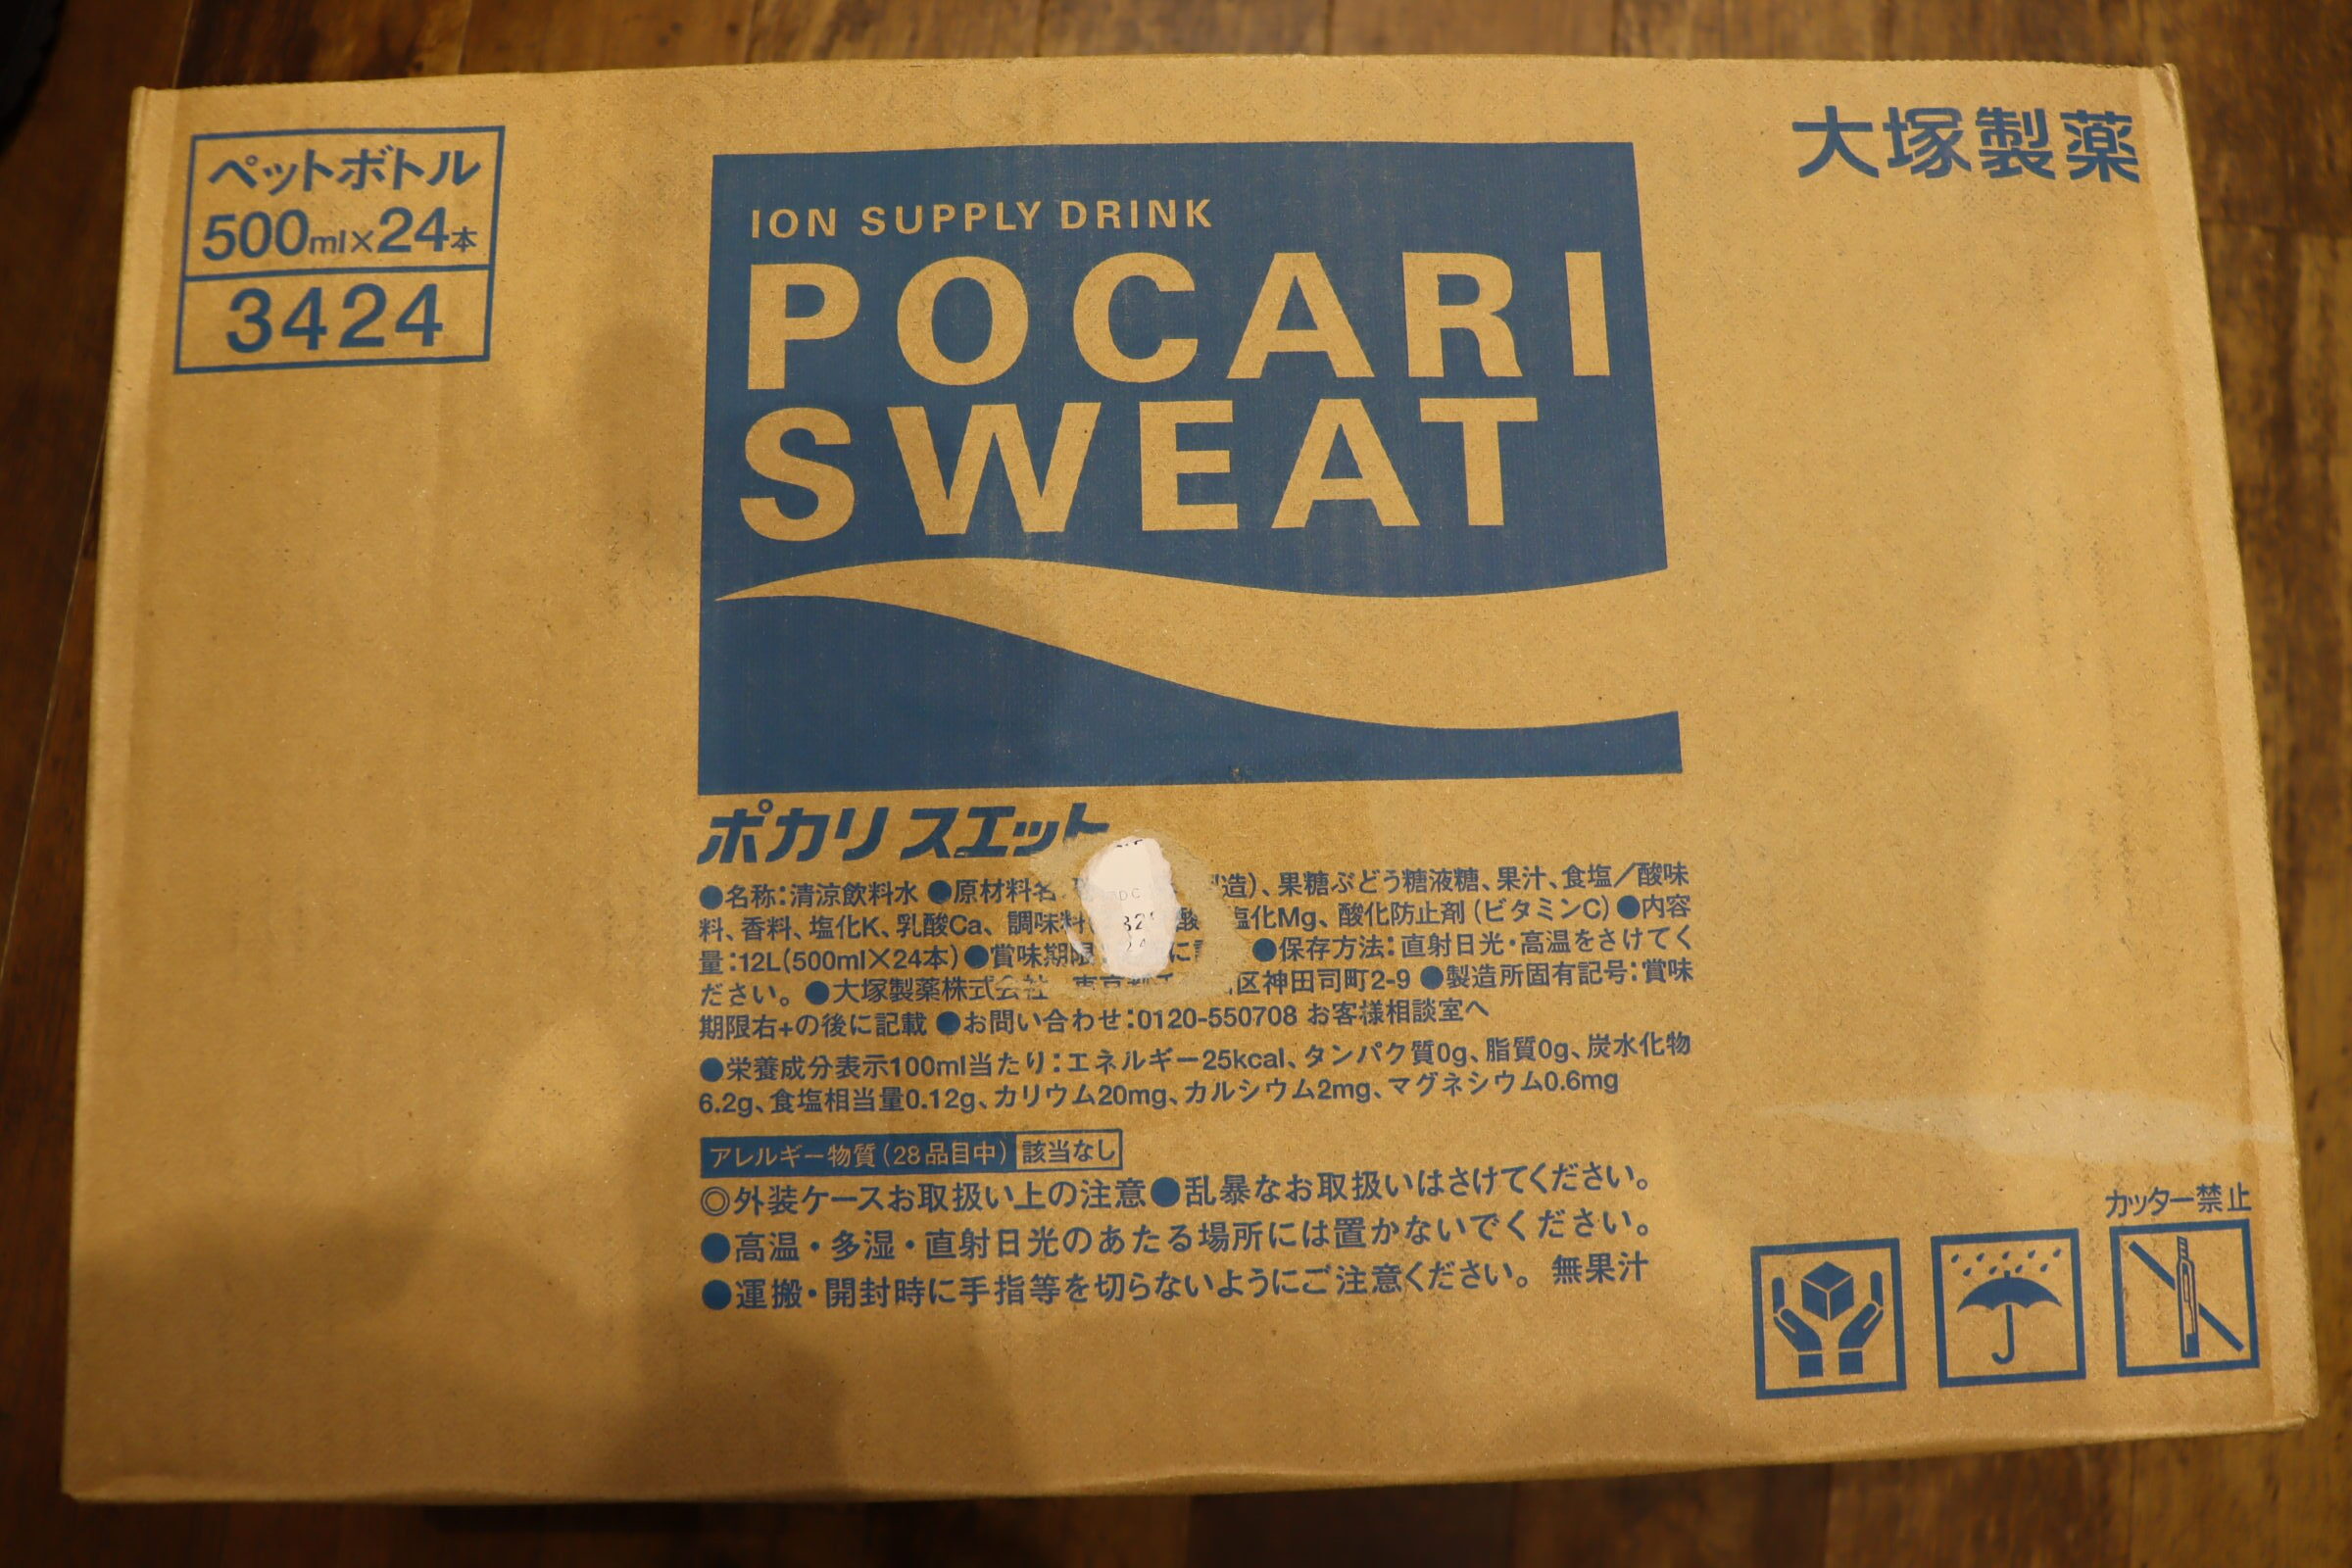 ペットボトル
500ml×24本
3424
大塚製薬
ION SUPPLY DRINK
POCARI
SWEAT
ポカリスエット
●名称:清涼飲料水 ●原材料名 造)、果糖ぶどう糖液糖、果汁、食塩／酸味
料、香料、塩化K、乳酸Ca、調味料 酸 塩化Mg、酸化防止剤(ビタミンC) ●内容
量:12L(500ml×24本) ●賞味期限 に ●保存方法:直射日光・高温をさけてく
ださい。 ●大塚製薬株式会社 区神田司町2-9 ●製造所固有記号:賞味
期限右+の後に記載 ●お問い合わせ:0120-550708 お客様相談室へ
●栄養成分表示100ml当たり:エネルギー25kcal、タンパク質0g、脂質0g、炭水化物
6.2g、食塩相当量0.12g、カリウム20mg、カルシウム2mg、マグネシウム0.6mg
アレルギー物質(28品目中) 該当なし
◎外装ケースお取扱い上の注意●乱暴なお取扱いはさけてください。
●高温・多湿・直射日光のあたる場所には置かないでください。
●運搬・開封時に手指等を切らないようにご注意ください。 無果汁
カッター禁止